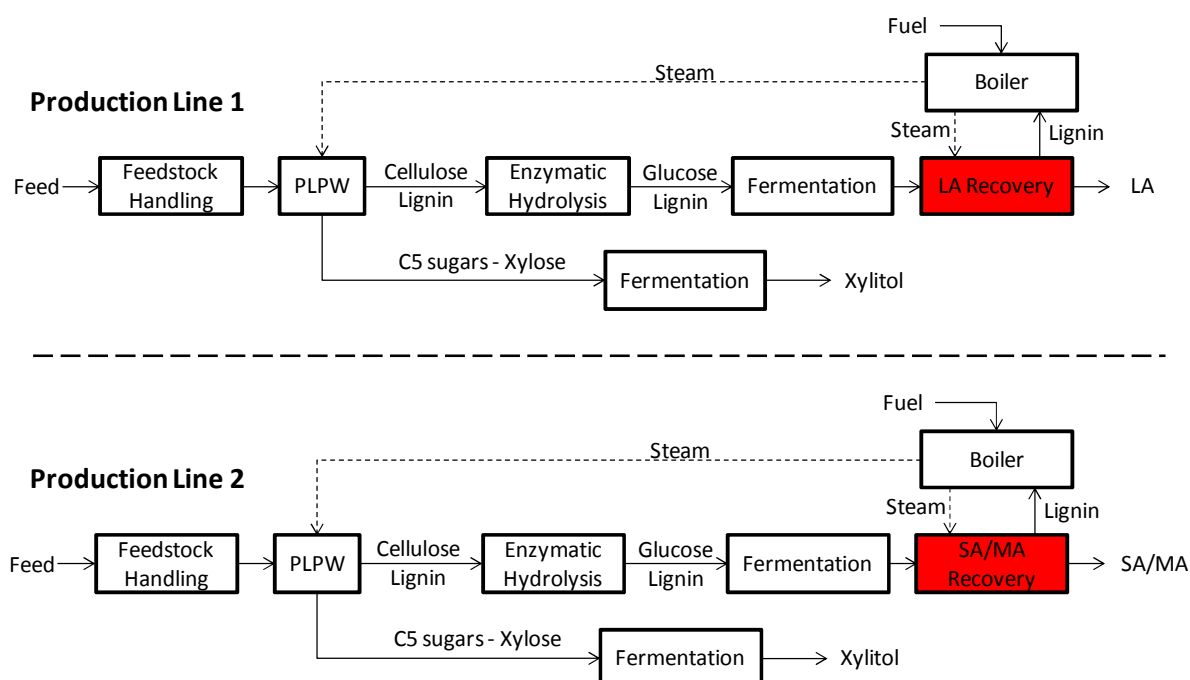 Fuel
Boiler
Steam
Production Line 1
Steam
Lignin
Feed
Feedstock
Handling
PLPW
Cellulose
Lignin
Enzymatic
Hydrolysis
Glucose
Lignin
Fermentation
LA Recovery
LA
C5 sugars - Xylose
Fermentation
Xylitol
Fuel
Boiler
Steam
Production Line 2
Steam
Lignin
Feed
Feedstock
Handling
PLPW
Cellulose
Lignin
Enzymatic
Hydrolysis
Glucose
Lignin
Fermentation
SA/MA
Recovery
SA/MA
C5 sugars - Xylose
Fermentation
Xylitol